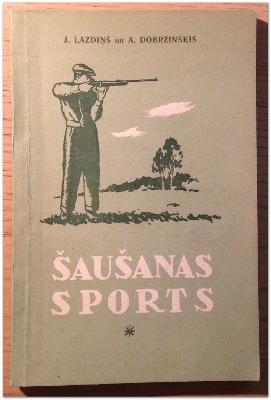 J. LAZDIŅŠ un A. DOBRŽINSKIS
ŠAUŠANAS
SPORTS